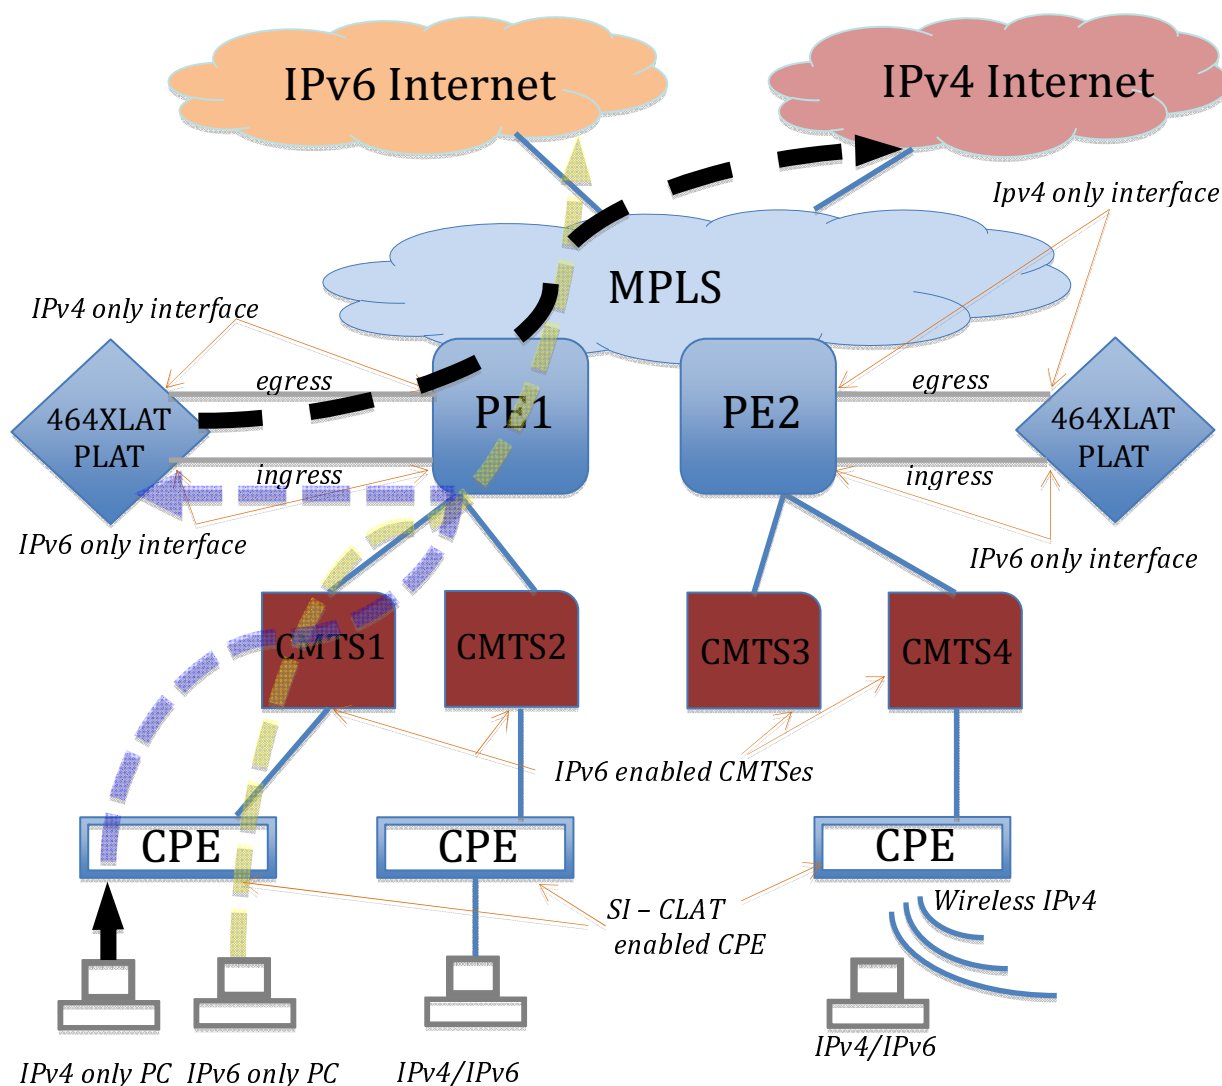 IPv6 Internet
IPv4 Internet
Ipv4 only interface
MPLS
IPv4 only interface
egress
egress
464XLAT
PLAT
PE1
PE2
464XLAT
PLAT
ingress
ingress
IPv6 only interface
IPv6 only interface
CMTS1
CMTS2
CMTS3
CMTS4
IPv6 enabled CMTSes
CPE
CPE
CPE
SI – CLAT
enabled CPE
Wireless IPv4
IPv4/IPv6
IPv4 only PC
IPv6 only PC
IPv4/IPv6